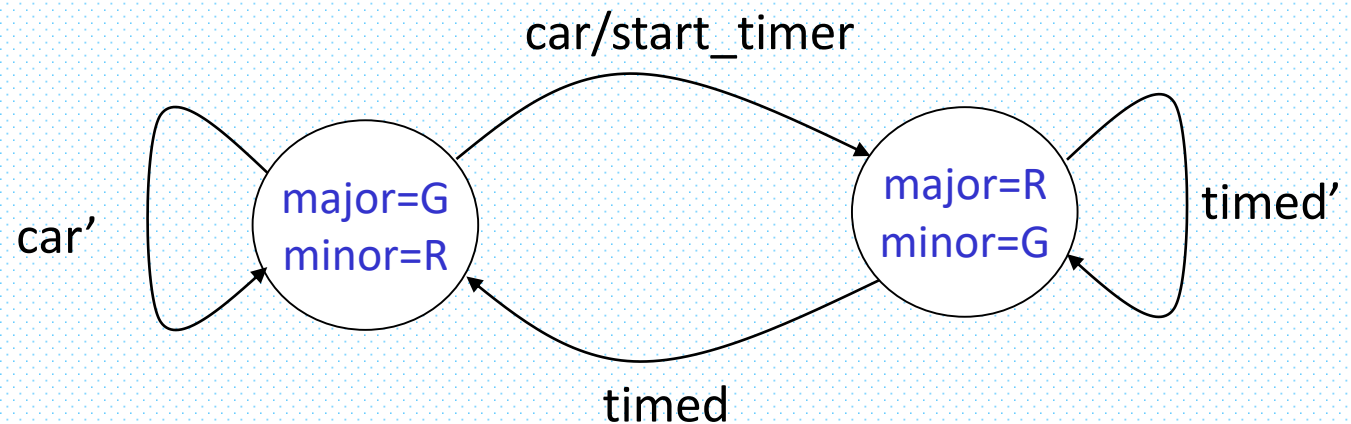 car/start_timer
car’
major=G
minor=R
major=R
minor=G
timed’
timed